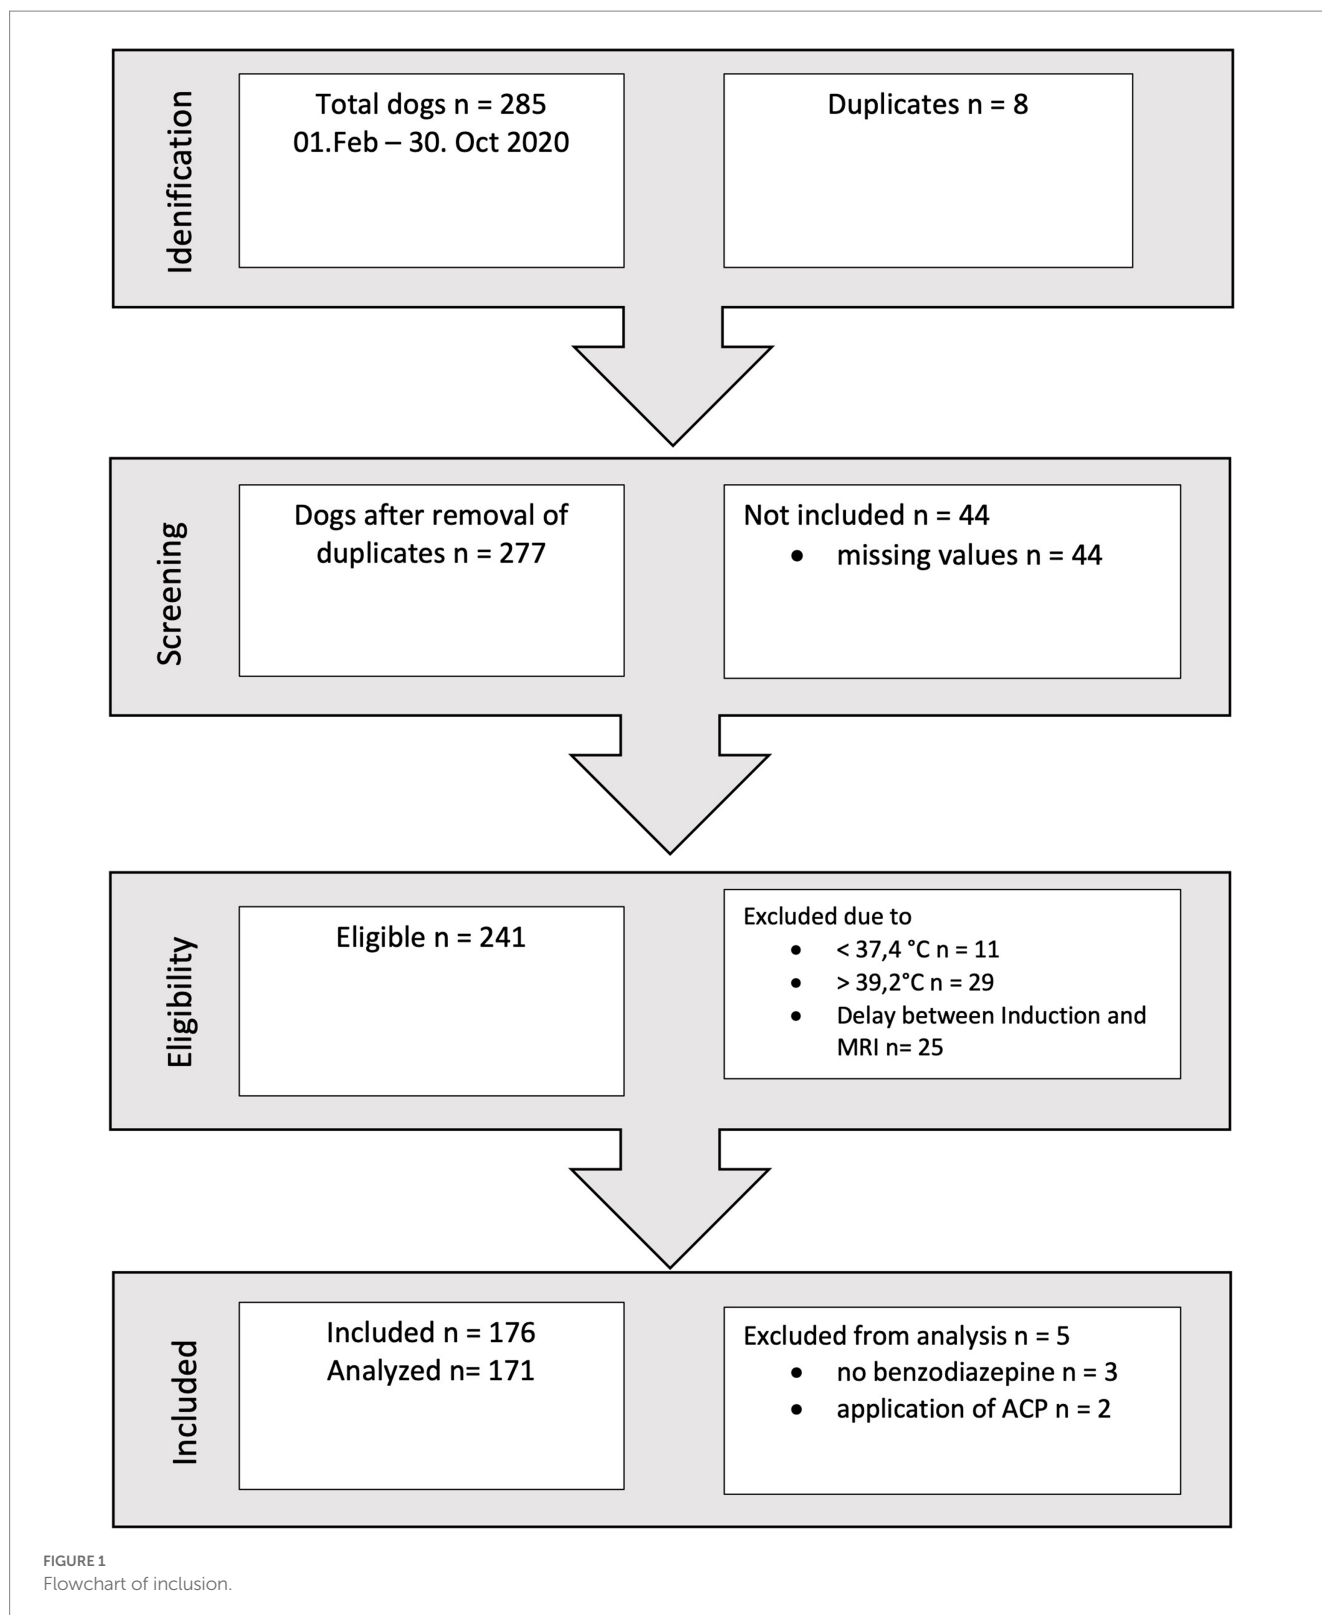 Idenification
Total dogs n = 285
01.Feb – 30. Oct 2020
Duplicates n = 8
Screening
Dogs after removal of
duplicates n = 277
Not included n = 44
• missing values n = 44
Eligibility
Eligible n = 241
Excluded due to
• < 37,4 °C n = 11
• > 39,2°C n = 29
• Delay between Induction and
MRI n= 25
Included
Included n = 176
Analyzed n= 171
Excluded from analysis n = 5
• no benzodiazepine n = 3
• application of ACP n = 2
FIGURE 1
Flowchart of inclusion.